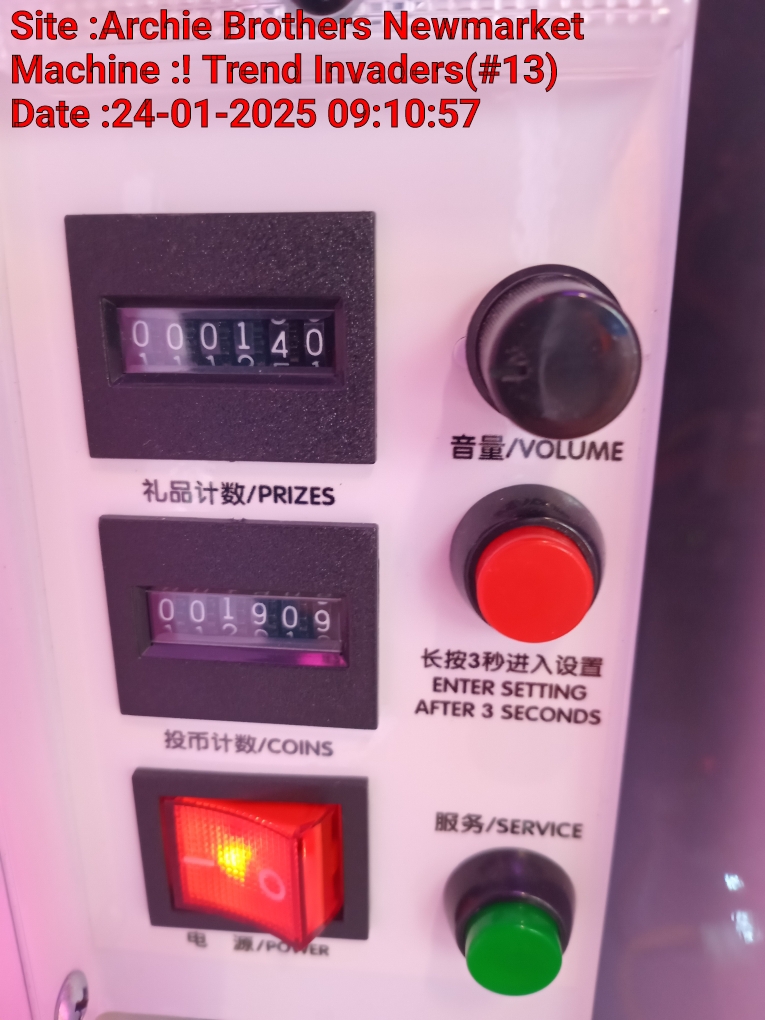 Site :Archie Brothers Newmarket
Machine :! Trend Invaders(#13)
Date :24-01-2025 09:10:57
000140
礼品计数/PRIZES
音量/VOLUME
001909
投币计数/COINS
长按3秒进入设置
ENTER SETTING
AFTER 3 SECONDS
服务/SERVICE
电 源/POWER